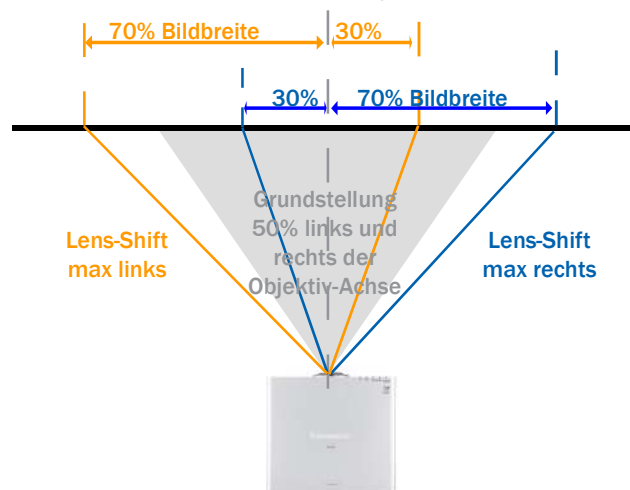 70% Bildbreite
30%
30%
70% Bildbreite
Grundstellung
50% links und
rechts der
Objektiv-Achse
Lens-Shift
max links
Lens-Shift
max rechts